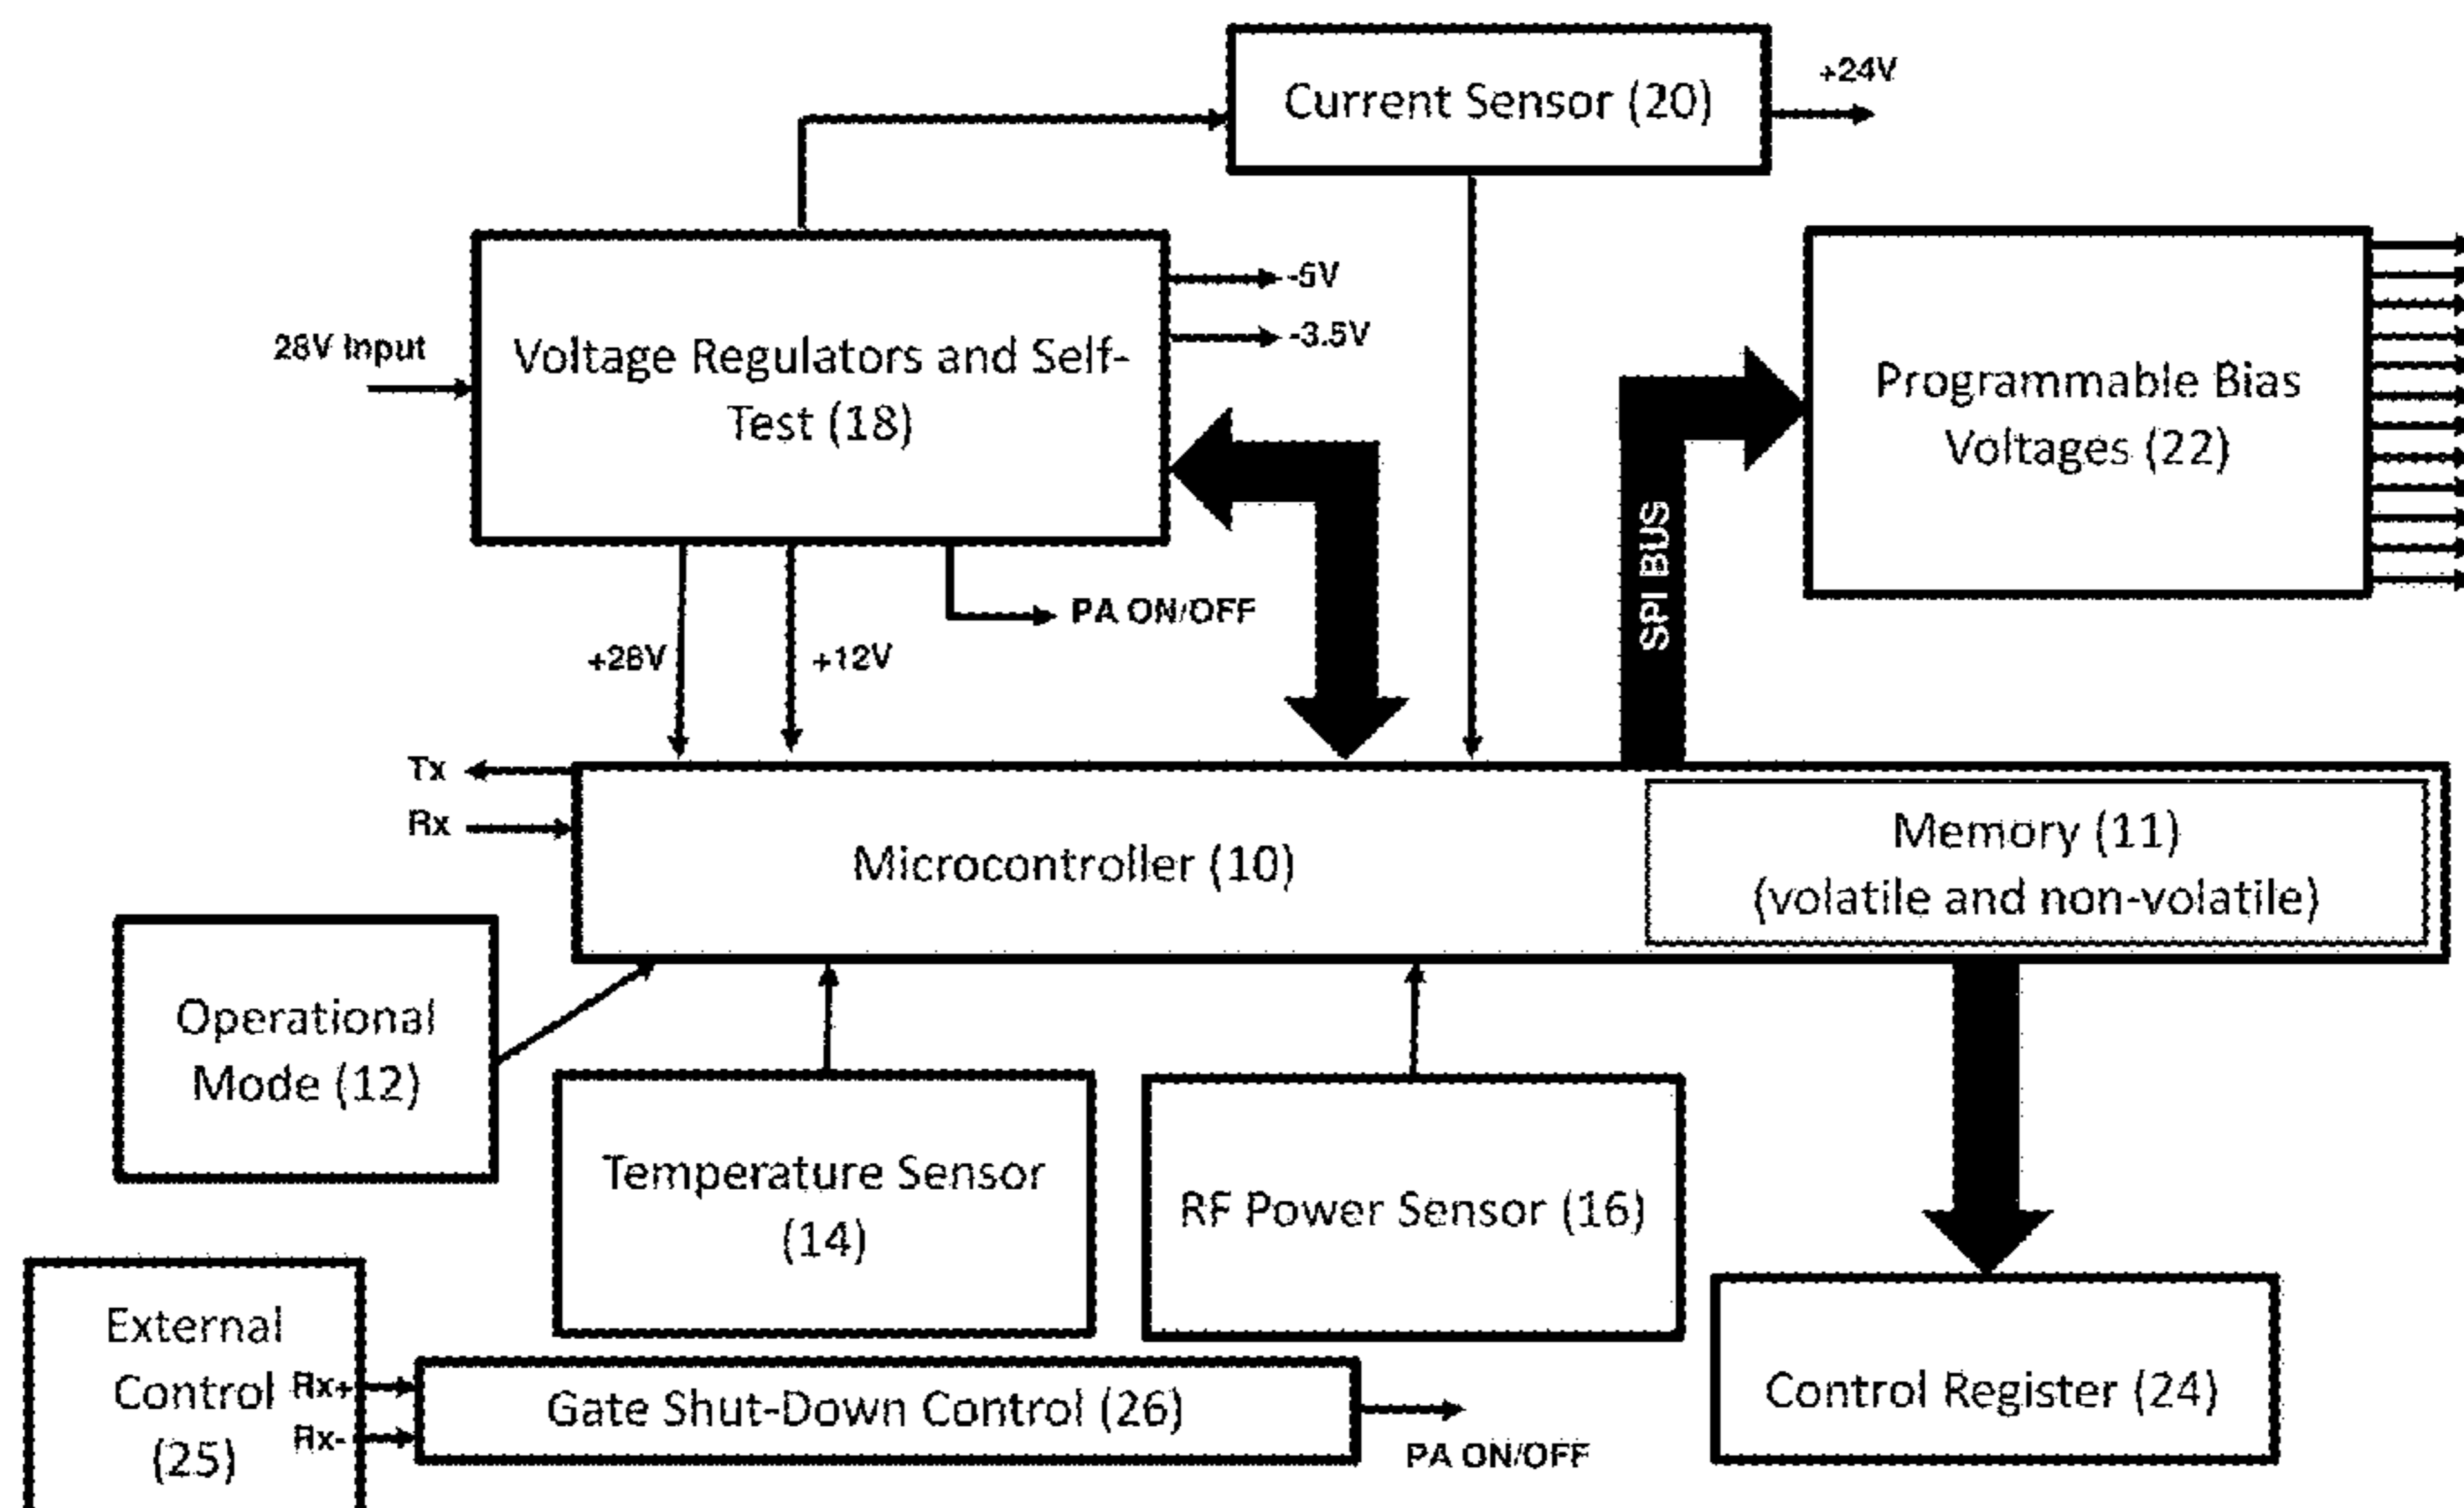 Current Sensor (20)
+24V
-5V
-3.5V
28V Input
Voltage Regulators and Self-
Test (18)
Programmable Bias
Voltages (22)
SPI BUS
PA ON/OFF
+28V
+12V
Tx
Rx
Microcontroller (10)
Memory (11)
(volatile and non-volatile)
Operational
Mode (12)
Temperature Sensor
(14)
RF Power Sensor (16)
External
Control
(25)
Rx+
Rx-
Gate Shut-Down Control (26)
PA ON/OFF
Control Register (24)